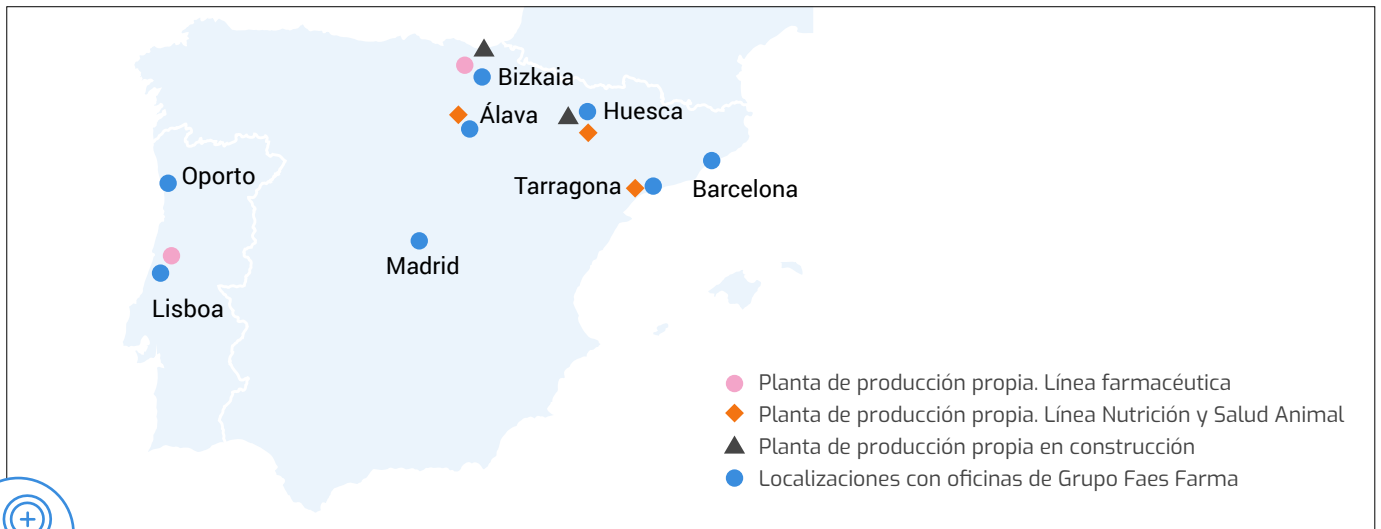 Bizkaia
Álava
Huesca
Oporto
Tarragona
Barcelona
Madrid
Lisboa
Planta de producción propia. Línea farmacéutica
Planta de producción propia. Línea Nutrición y Salud Animal
Planta de producción propia en construcción
Localizaciones con oficinas de Grupo Faes Farma